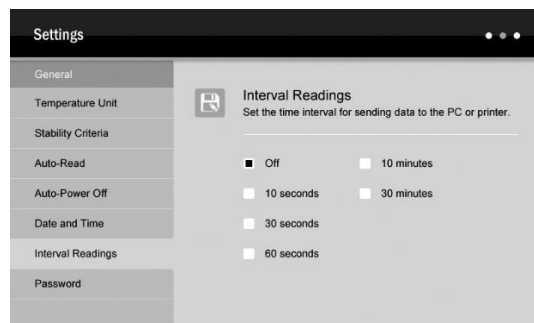 Settings
General
Temperature Unit
Stability Criteria
Auto-Read
Auto-Power Off
Date and Time
Interval Readings
Password
Interval Readings
Set the time interval for sending data to the PC or printer.
Off
10 seconds
30 seconds
60 seconds
10 minutes
30 minutes